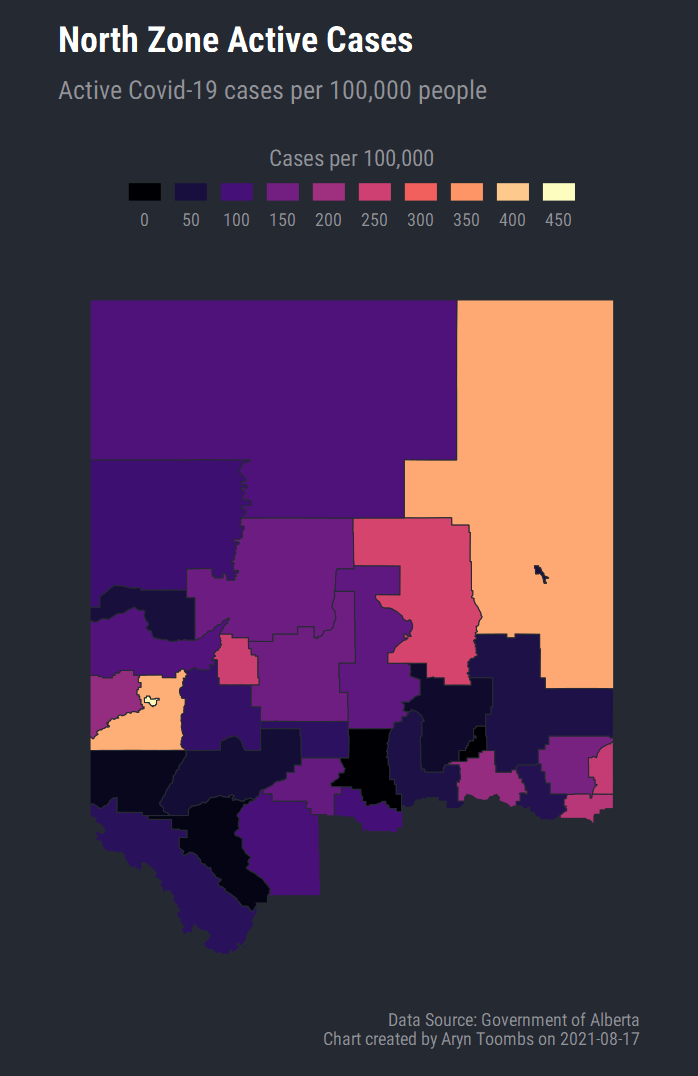 North Zone Active Cases
Active Covid-19 cases per 100,000 people
Cases per 100,000
0 50 100 150 200 250 300 350 400 450
Data Source: Government of Alberta
Chart created by Aryn Toombs on 2021-08-17